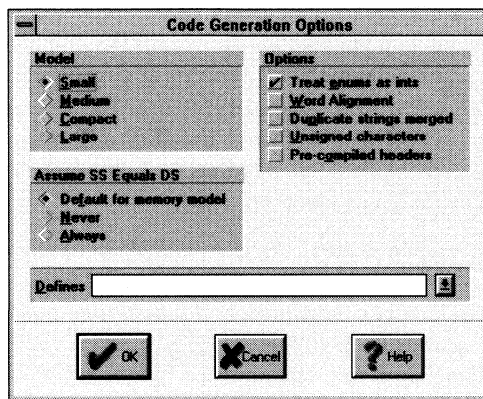 Code Generation Options
Model
Small
Medium
Compact
Large
Assume SS Equals DS
Default for memory model
Never
Always
Options
Treat enums as ints
Word Alignment
Duplicate strings merged
Unsigned characters
Pre-compiled headers
Defines
OK
Cancel
Help